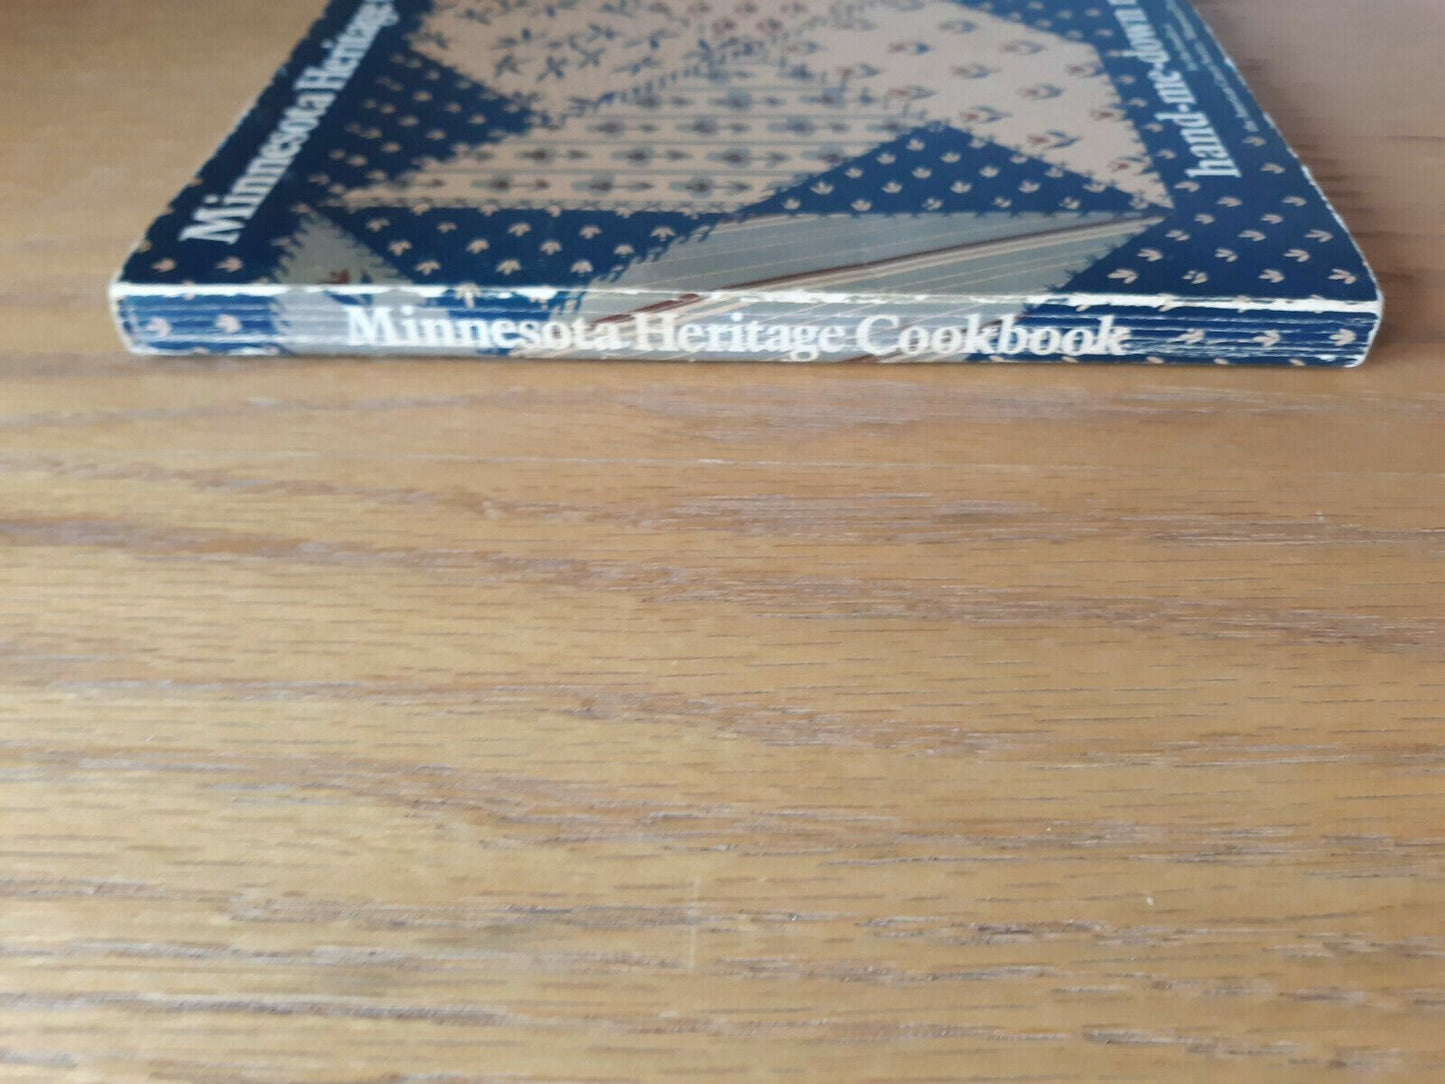 Minnesota Heritage
hand-me-down
Minnesota Heritage Cookbook